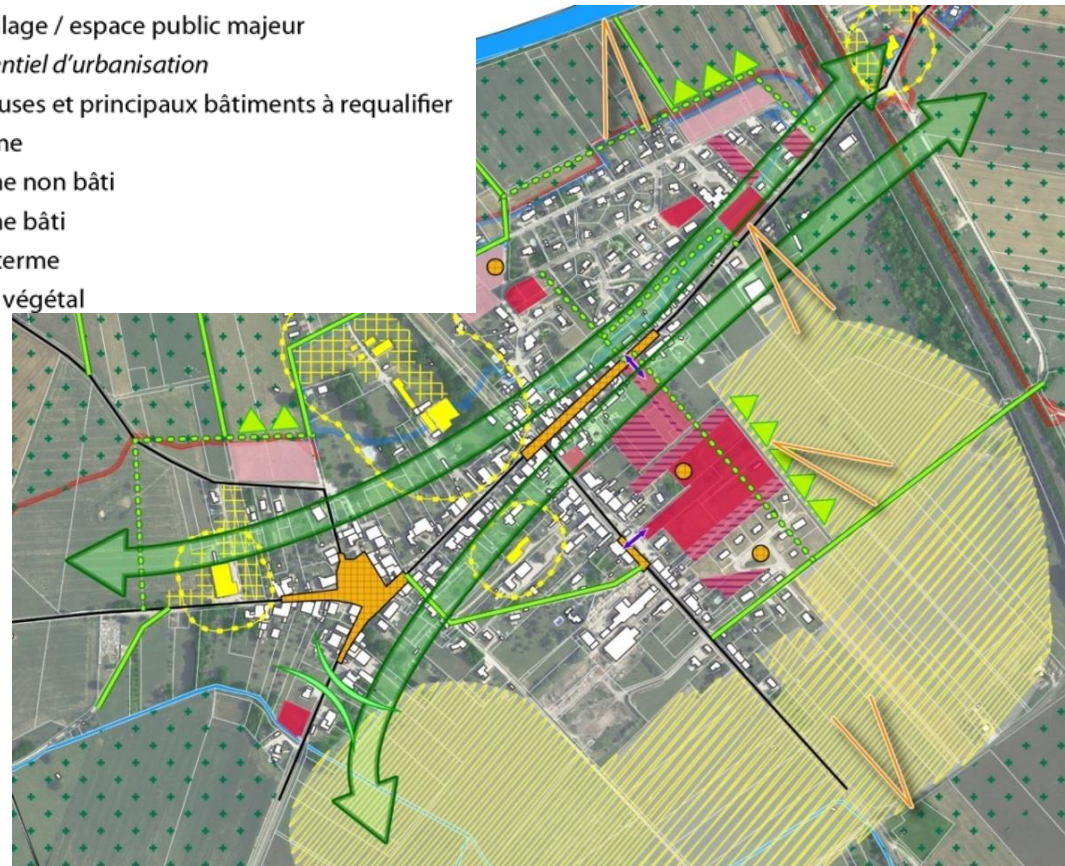 lage / espace public majeur
entiel d'urbanisation
uses et principaux bâtiments à requalifier
ne
ne non bâti
ne bâti
terme
végétal